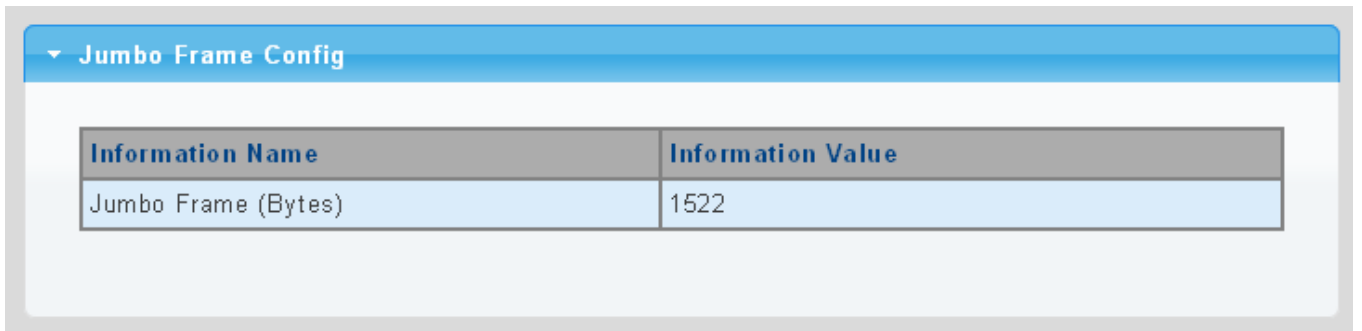 Jumbo Frame Config
Information Name Information Value
Jumbo Frame (Bytes) 1522